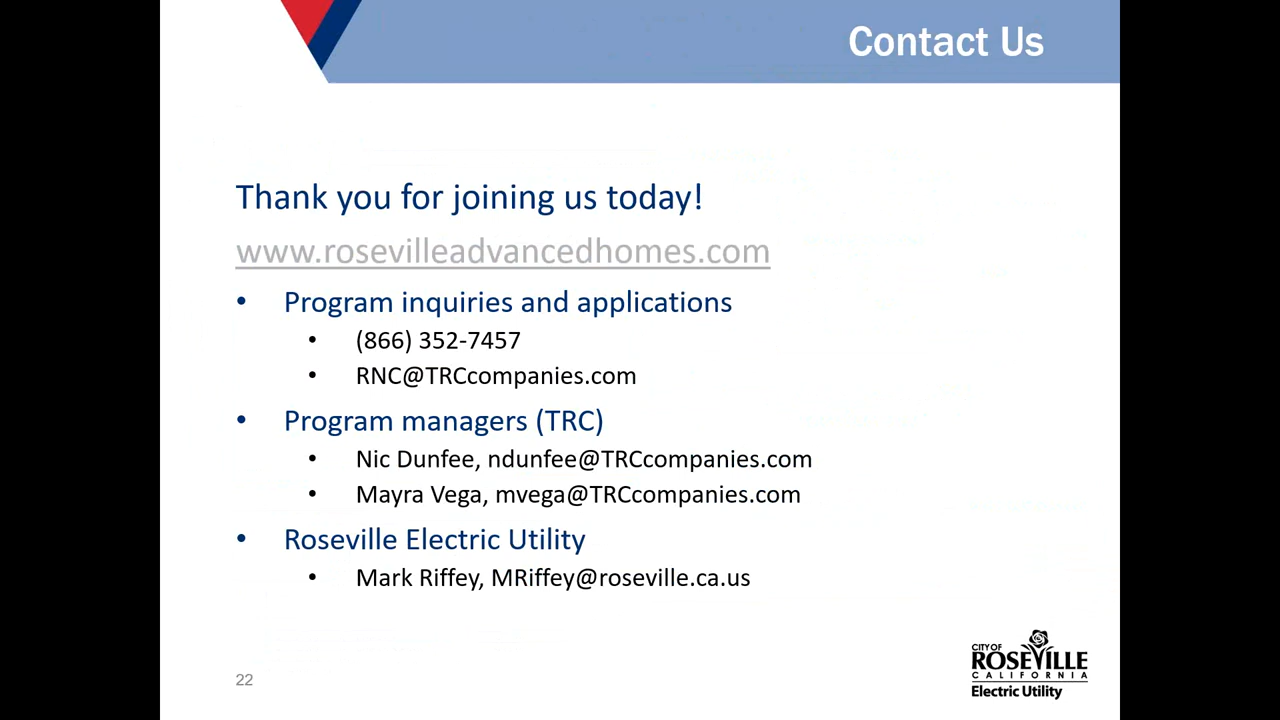 Contact Us
Thank you for joining us today!
www.rosevilleadvancedhomes.com
• Program inquiries and applications
• (866) 352-7457
• RNC@TRCcompanies.com
• Program managers (TRC)
• Nic Dunfee, ndunfee@TRCcompanies.com
• Mayra Vega, mvega@TRCcompanies.com
• Roseville Electric Utility
• Mark Riffey, MRiffey@roseville.ca.us
22
CITY OF
ROSEVILLE
CALIFORNIA
Electric Utility